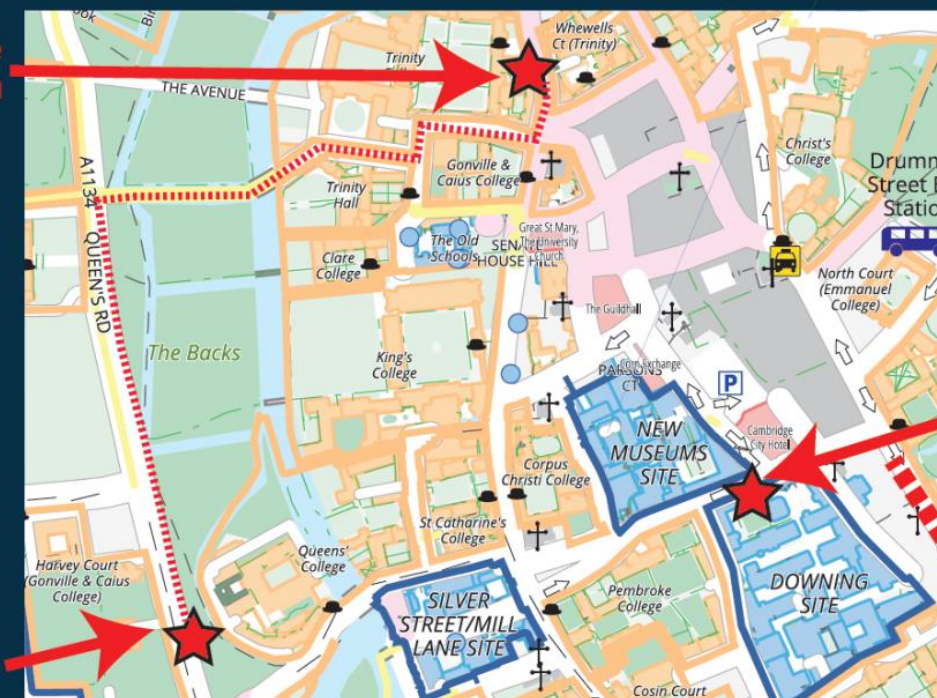 Whewells
Ct (Trinity)
Trinity
THE AVENUE
Christ's
College
Gonville &
Caius College
Trinity
Hall
A1134
QUEEN'S RD
Great St Mary,
The University
Church
The Old
Schools
SENATE
HOUSE HILL
Clare
College
Street
North Court
(Emmanuel
College)
The Guildhall
The Backs
King's
College
Corn Exchange
PARSONS
CT
P
NEW
MUSEUMS
SITE
Cambridge
City Hotel
Corpus
Christi College
St Catharine's
College
Queens'
College
Harvey Court
(Gonville & Caius
College)
SILVER
STREET/MILL
LANE SITE
Pembroke
College
DOWNING
SITE
Cosin Court